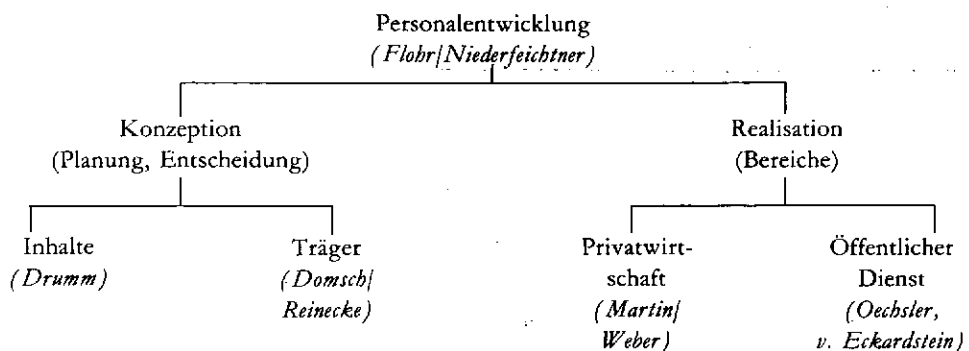 Personalentwicklung
(Flohr/Niederfeichtner)
Konzeption
(Planung, Entscheidung)
Realisation
(Bereiche)
Inhalte
(Drumm)
Träger
(Domsch/
Reinecke)
Privatwirt-
schaft
(Martin/
Weber)
Öffentlicher
Dienst
(Oechsler,
v. Eckardstein)